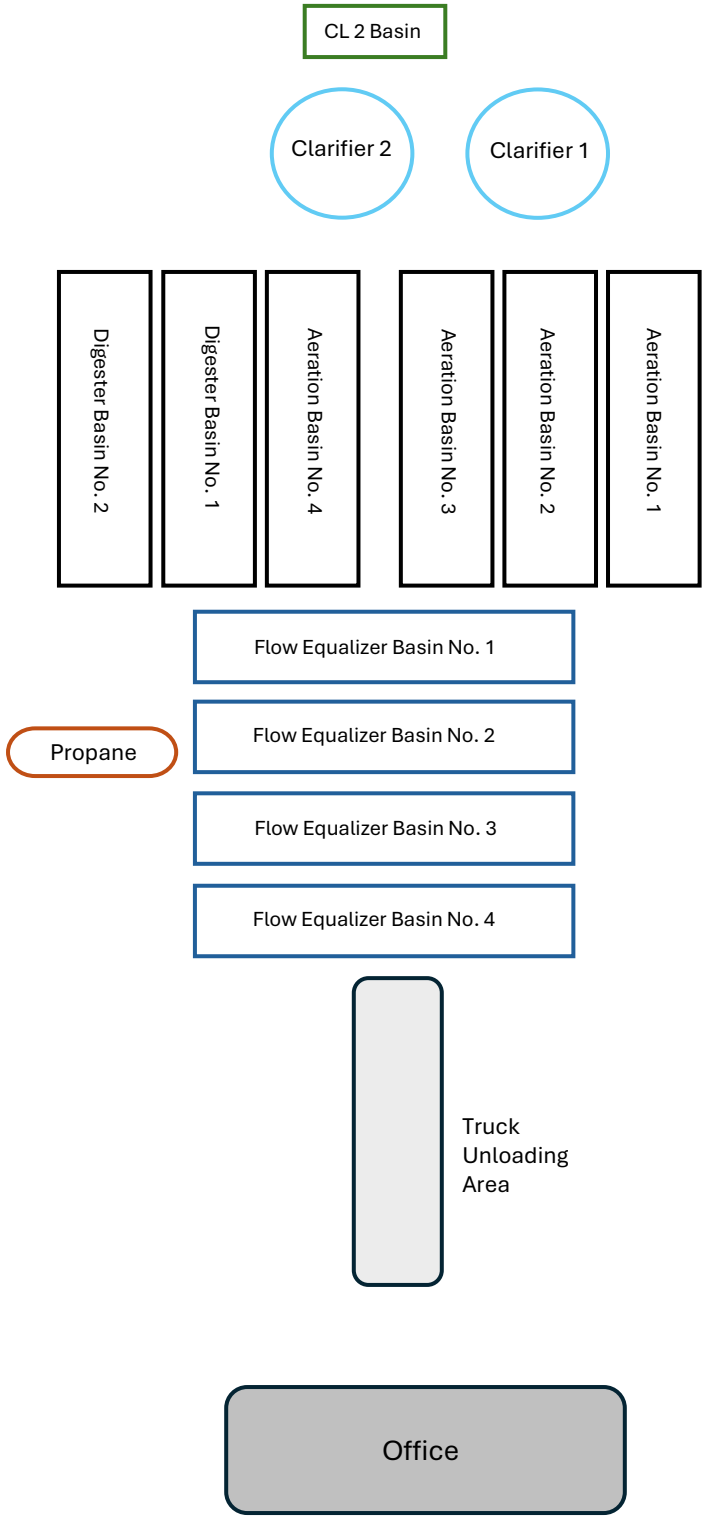 CL 2 Basin
Clarifier 2
Clarifier 1
Digester Basin No. 2
Digester Basin No. 1
Aeration Basin No. 4
Aeration Basin No. 3
Aeration Basin No. 2
Aeration Basin No. 1
Flow Equalizer Basin No. 1
Flow Equalizer Basin No. 2
Propane
Flow Equalizer Basin No. 3
Flow Equalizer Basin No. 4
Truck
Unloading
Area
Office